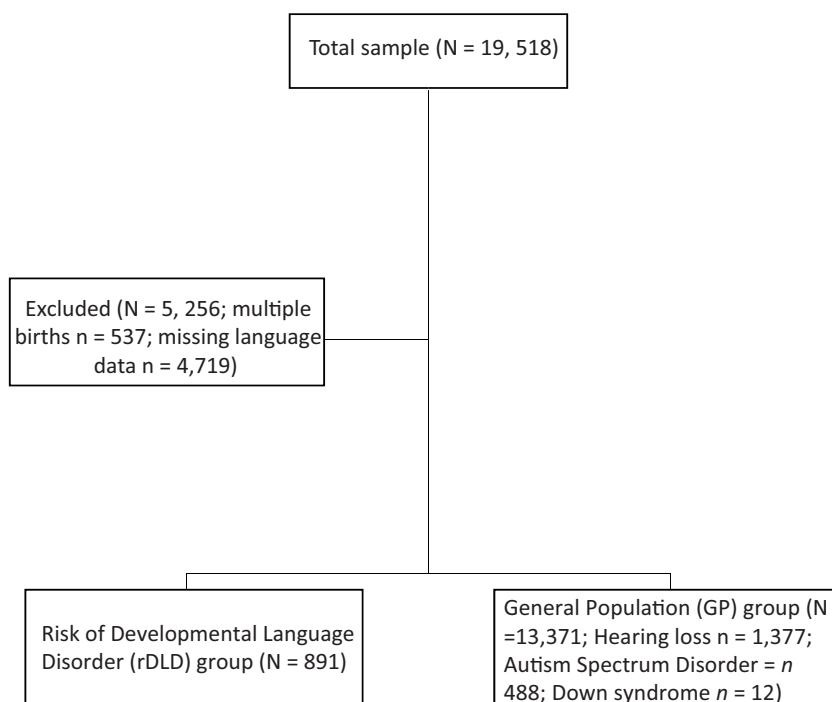 Total sample (N = 19, 518)
Excluded (N = 5, 256; multiple
births n = 537; missing language
data n = 4,719)
Risk of Developmental Language
Disorder (rDLD) group (N = 891)
General Population (GP) group (N
=13,371; Hearing loss n = 1,377;
Autism Spectrum Disorder = n
488; Down syndrome n = 12)